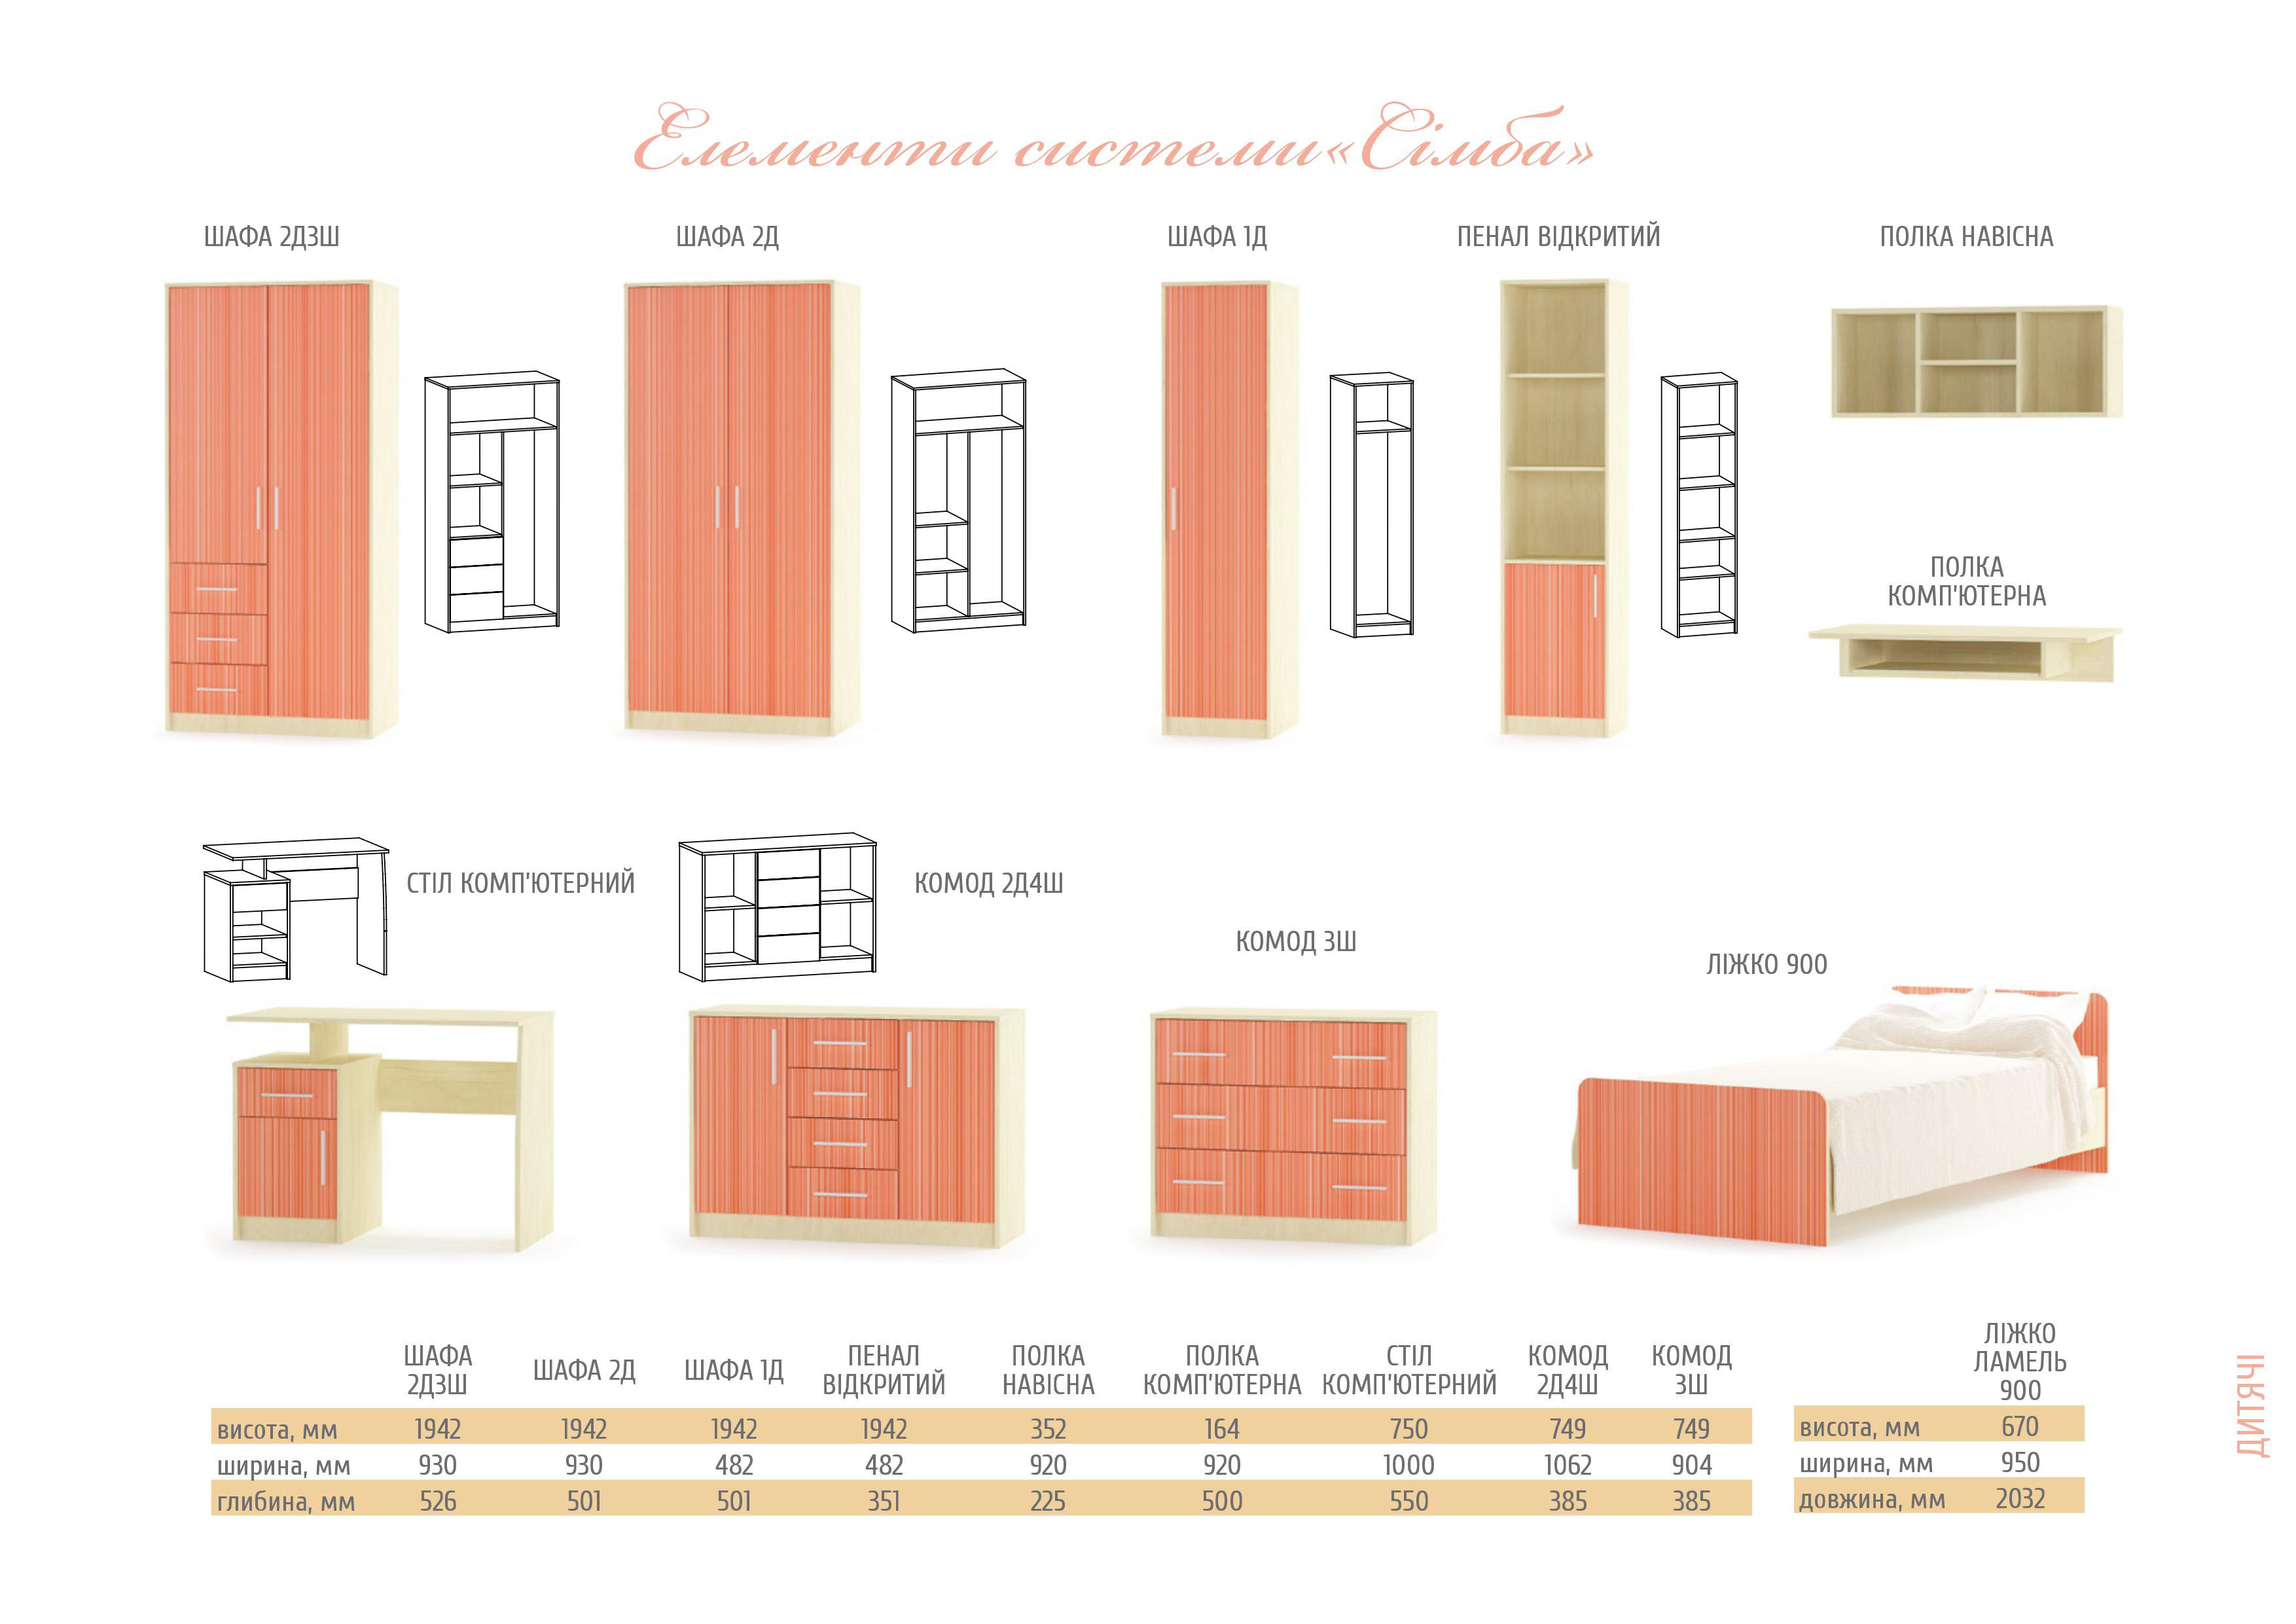 Елементи системи «Сімба»
ШАФА 2Д3Ш
ШАФА 2Д
ШАФА 1Д
ПЕНАЛ ВІДКРИТИЙ
ПОЛКА НАВІСНА
ПОЛКА
КОМП'ЮТЕРНА
СТІЛ КОМП'ЮТЕРНИЙ
КОМОД 2Д4Ш
КОМОД 3Ш
ЛІЖКО 900
ШАФА
2Д3Ш
ШАФА 2Д
ШАФА 1Д
ПЕНАЛ
ВІДКРИТИЙ
ПОЛКА
НАВІСНА
ПОЛКА
КОМП'ЮТЕРНА
СТІЛ
КОМП'ЮТЕРНИЙ
КОМОД
2Д4Ш
КОМОД
3Ш
висота, мм 1942 1942 1942 1942 352 164 750 749 749
ширина, мм 930 930 482 482 920 920 1000 1062 904
глибина, мм 526 501 501 351 225 500 550 385 385
ЛІЖКО
ЛАМЕЛЬ
900
висота, мм 670
ширина, мм 950
довжина, мм 2032
ДИТЯЧІ